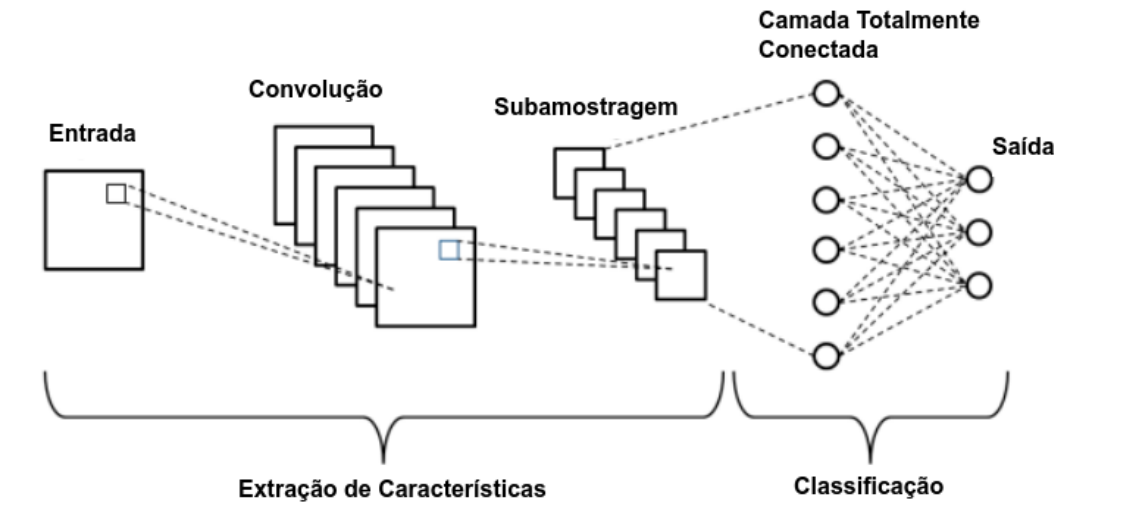 Camada Totalmente
Conectada
Convolução
Subamostragem
Entrada
Saída
Extração de Características
Classificação